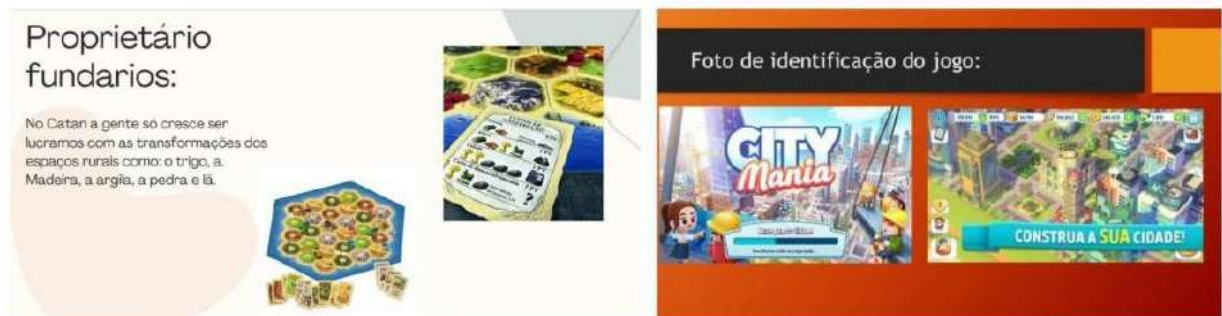 Proprietário
fundarios:
No Catan a gente só cresce ser
lucramos com as transformações dos
espaços rurais como: o trigo, a.
Madeira, a argila, a pedra e lã.
Foto de identificação do jogo:
CITY
Mania
CONSTRUA A SUA CIDADE!